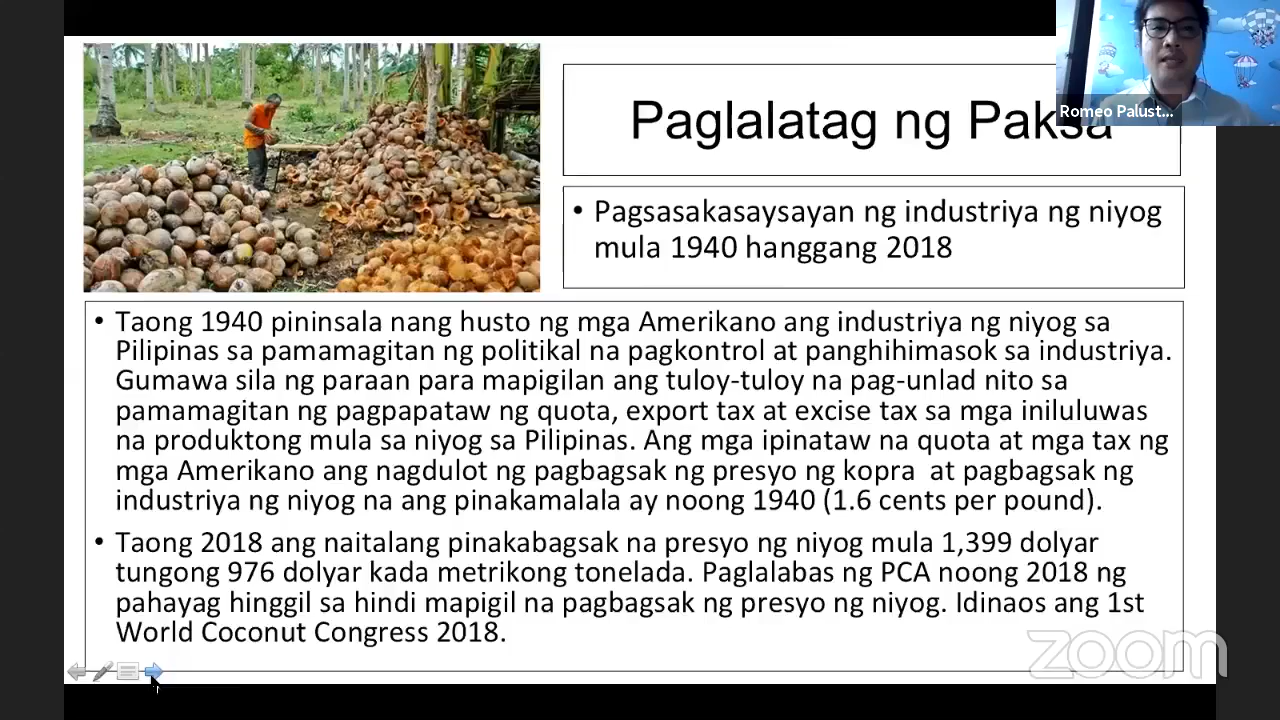 Romeo Palust...
Paglalatag ng Paksa
• Pagsasakasaysayan ng industriya ng niyog
mula 1940 hanggang 2018
• Taong 1940 pininsala nang husto ng mga Amerikano ang industriya ng niyog sa
Pilipinas sa pamamagitan ng politikal na pagkontrol at panghihimasok sa industriya.
Gumawa sila ng paraan para mapigilan ang tuloy-tuloy na pag-unlad nito sa
pamamagitan ng pagpapataw ng quota, export tax at excise tax sa mga iniluluwas
na produktong mula sa niyog sa Pilipinas. Ang mga ipinataw na quota at mga tax ng
mga Amerikano ang nagdulot ng pagbagsak ng presyo ng kopra at pagbagsak ng
industriya ng niyog na ang pinakamalala ay noong 1940 (1.6 cents per pound).
• Taong 2018 ang naitalang pinakabagsak na presyo ng niyog mula 1,399 dolyar
tungong 976 dolyar kada metrikong tonelada. Paglalabas ng PCA noong 2018 ng
pahayag hinggil sa hindi mapigil na pagbagsak ng presyo ng niyog. Idinaos ang 1st
World Coconut Congress 2018.
zoom